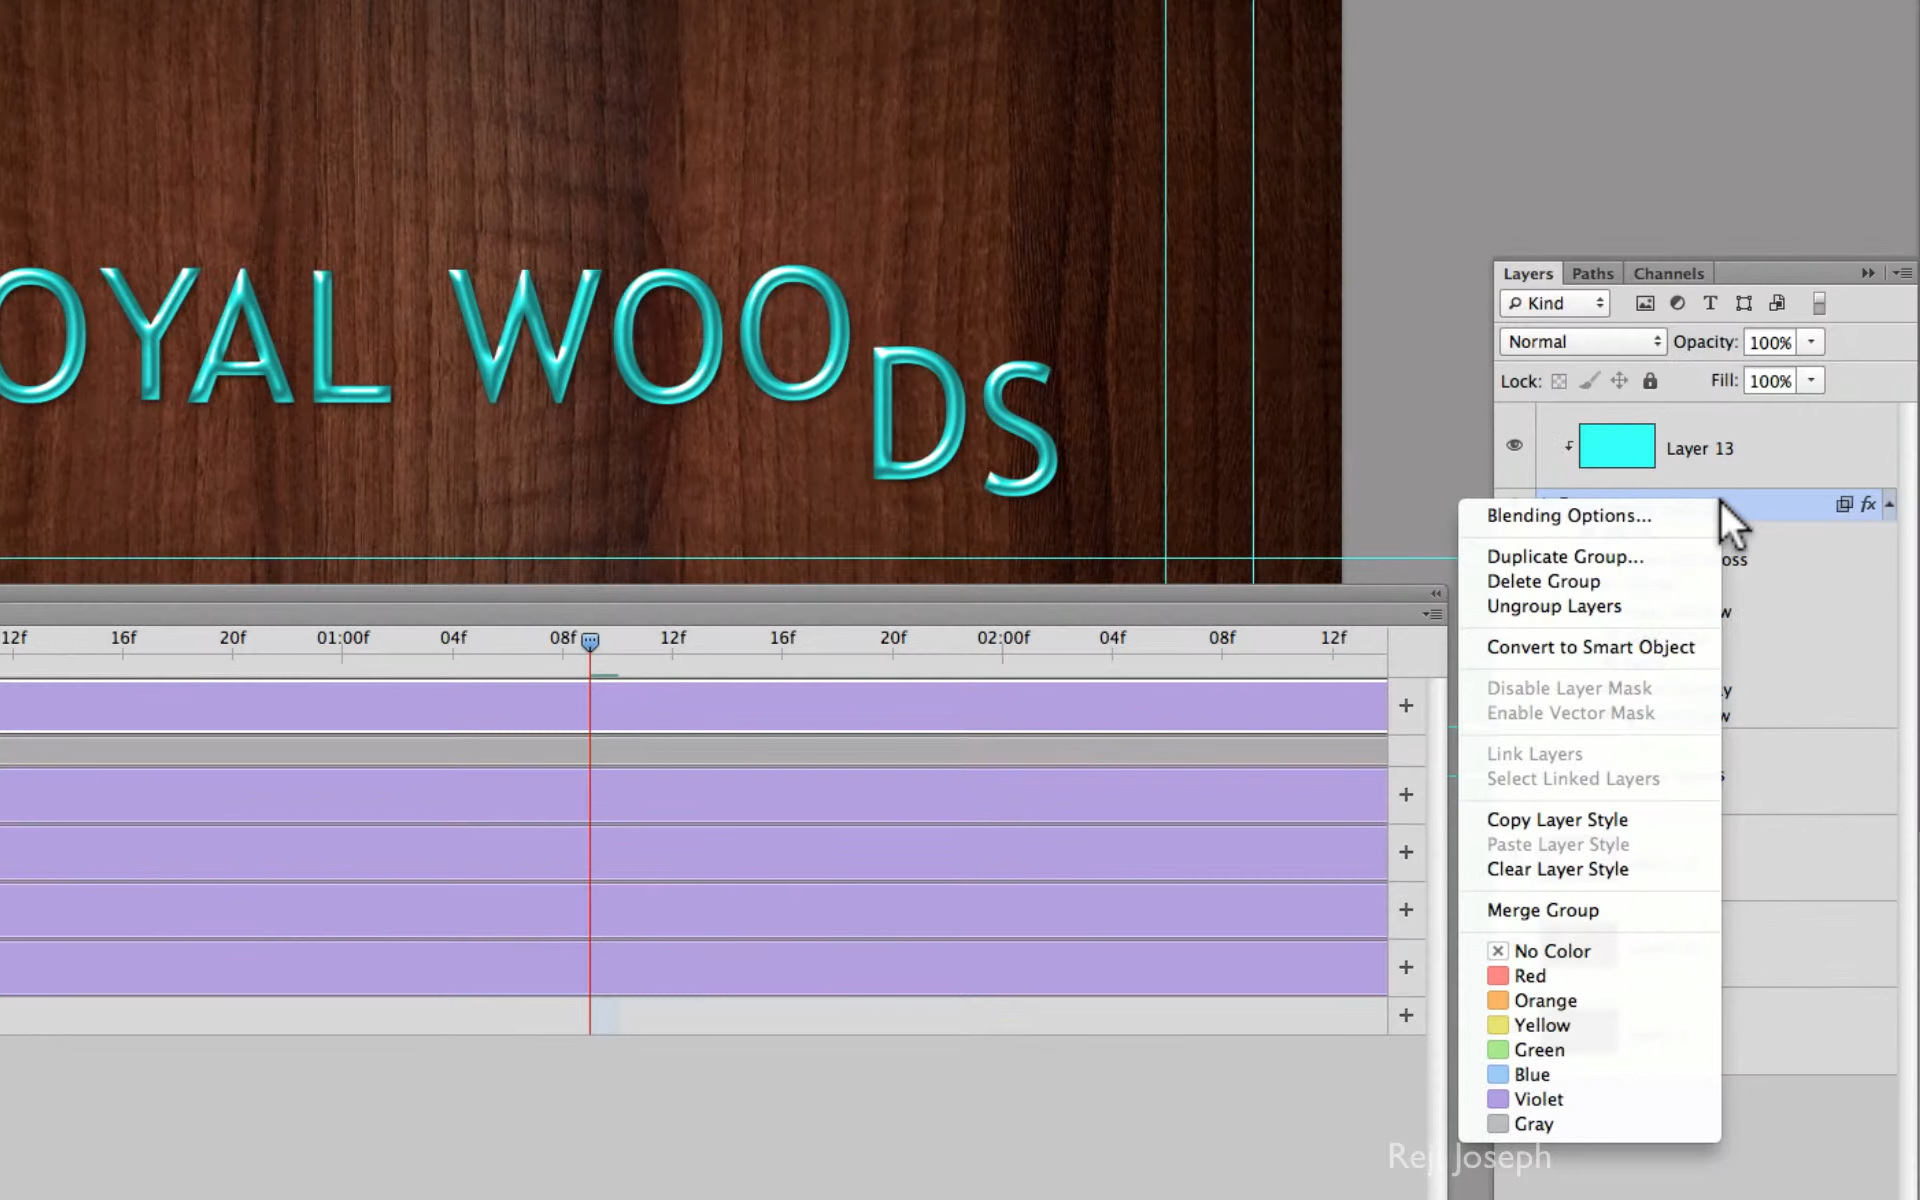 OYAL WOODS
Layers Paths Channels
Kind
Normal Opacity: 100%
Lock: Fill: 100%
Layer 13
fx
Blending Options...
Duplicate Group...
oss
Delete Group
Ungroup Layers
w
Convert to Smart Object
Disable Layer Mask
y
Enable Vector Mask
w
Link Layers
Select Linked Layers
s
Copy Layer Style
Paste Layer Style
Clear Layer Style
Merge Group
No Color
Red
Orange
Yellow
Green
Blue
Violet
Gray
12f 16f 20f 01:00f 04f 08f 12f 16f 20f 02:00f 04f 08f 12f
Joseph